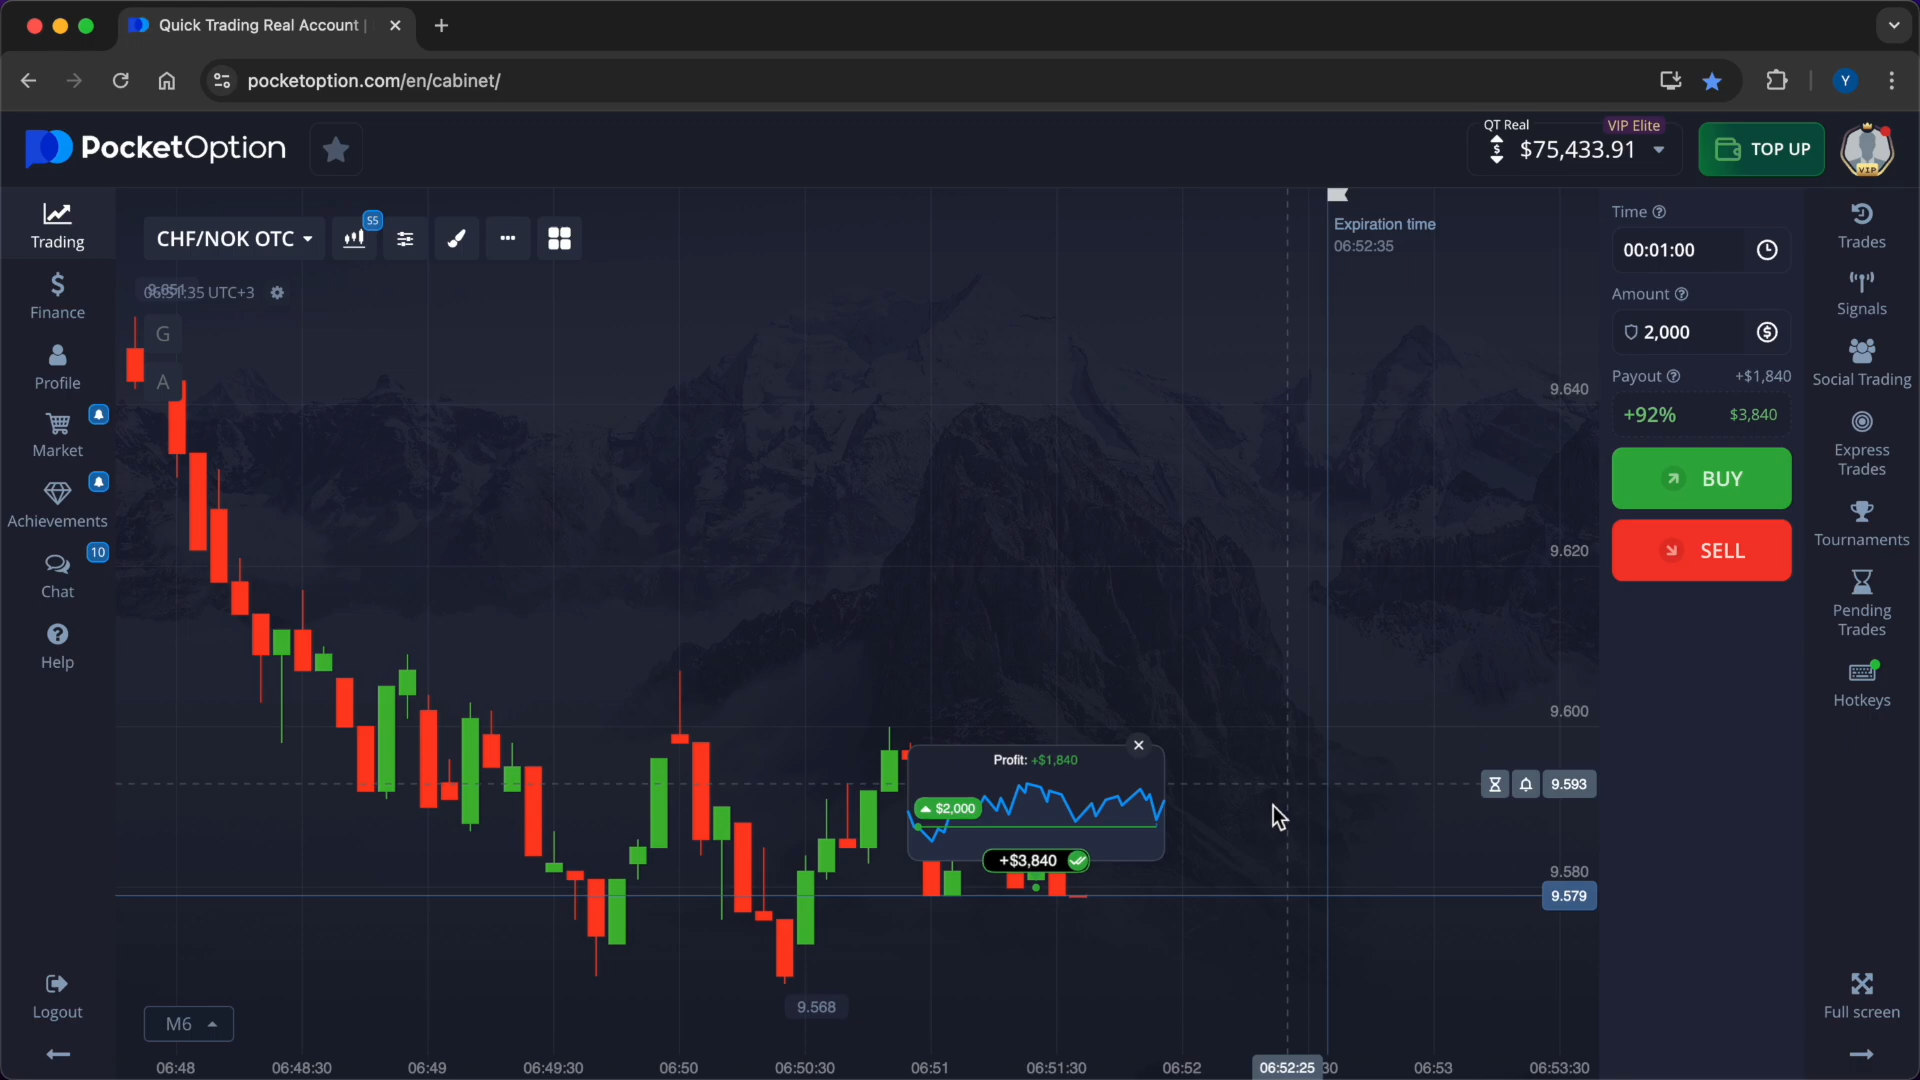 Quick Trading Real Account |
pocketoption.com/en/cabinet/
Y
PocketOption
QT Real
VIP Elite
$75,433.91
TOP UP
VIP
Trading
Finance
Profile
Market
Achievements
10
Chat
Help
Logout
CHF/NOK OTC
S5
06:51:35 UTC+3
G
A
Expiration time
06:52:35
9.640
9.620
9.600
9.593
9.580
9.579
9.568
Profit: +$1,840
$2,000
+$3,840
M6
06:48
06:48:30
06:49
06:49:30
06:50
06:50:30
06:51
06:51:30
06:52
06:52:25
30
06:53
06:53:30
Time
00:01:00
Amount
2,000
Payout
+$1,840
+92%
$3,840
BUY
SELL
Trades
Signals
Social Trading
Express
Trades
Tournaments
Pending
Trades
Hotkeys
Full screen